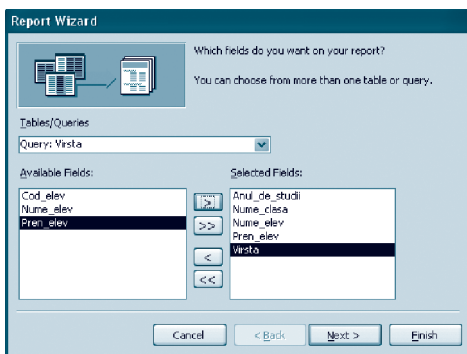 Report Wizard
Which fields do you want on your report?
You can choose from more than one table or query.
Tables/Queries
Query: Virsta
Available Fields:
Selected Fields:
Cod_elev
Nume_elev
Pren_elev
>
>>
<
<<
Anul_de_studii
Nume_clasa
Nume_elev
Pren_elev
Virsta
Cancel
< Back
Next >
Finish